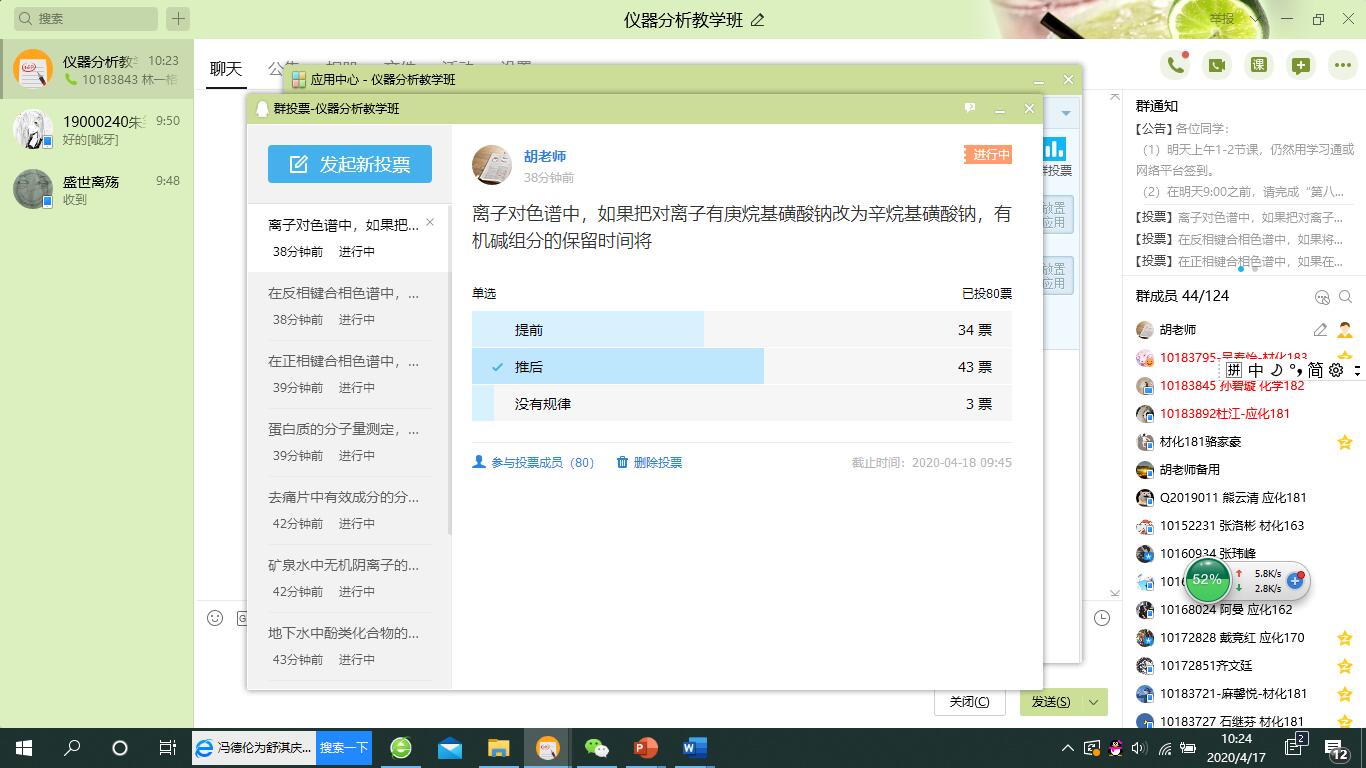 搜索
仪器分析教学班
举报
仪器分析教学 10:23
10183843 林一格
19000240朱 9:50
好的[呲牙]
盛世离殇 9:48
收到
聊天
应用中心 - 仪器分析教学班
群投票-仪器分析教学班
发起新投票
离子对色谱中，如果把...
38分钟前 进行中
在反相键合相色谱中，...
38分钟前 进行中
在正相键合相色谱中，...
39分钟前 进行中
蛋白质的分子量测定，...
39分钟前 进行中
去痛片中有效成分的分...
42分钟前 进行中
矿泉水中无机阴离子的...
42分钟前 进行中
地下水中酚类化合物的...
43分钟前 进行中
胡老师
38分钟前
进行中
离子对色谱中，如果把对离子有庚烷基磺酸钠改为辛烷基磺酸钠，有
机碱组分的保留时间将
单选 已投80票
提前 34 票
推后 43 票
没有规律 3 票
参与投票成员（80） 删除投票 截止时间：2020-04-18 09:45
群投票
放置
应用
放置
应用
关闭(C) 发送(S)
课
群通知
【公告】各位同学：
（1）明天上午1-2节课，仍然用学习通或
网络平台签到。
（2）在明天9:00之前，请完成“第八...
【投票】离子对色谱中，如果把对离子...
【投票】在反相键合相色谱中，如果将...
【投票】在正相键合相色谱中，如果在...
群成员 44/124
胡老师
10183795-吴春怡-材化183
拼 中 简
10183845 孙碧璇 化学182
10183892杜江-应化181
材化181骆家豪
胡老师备用
Q2019011 熊云清 应化181
10152231 张洛彬 材化163
10160934 张玮峰
52% 5.8K/s
2.8K/s
10168024 阿曼 应化162
10172828 戴竞红 应化170
10172851齐文廷
10183721-麻馨悦-材化181
10183727 石继芬 材化181
冯德伦为舒淇庆... 搜索一下
10:24
2020/4/17
2
12